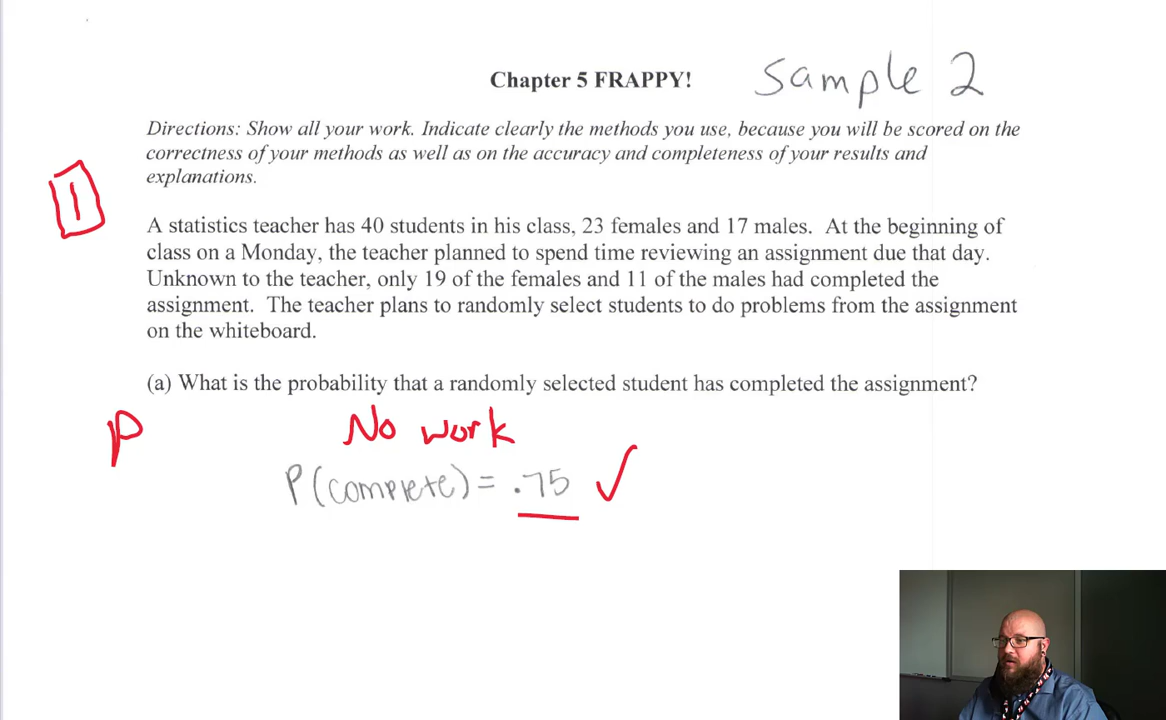 Chapter 5 FRAPPY!
Sample 2
Directions: Show all your work. Indicate clearly the methods you use, because you will be scored on the
correctness of your methods as well as on the accuracy and completeness of your results and
explanations.
1
A statistics teacher has 40 students in his class, 23 females and 17 males. At the beginning of
class on a Monday, the teacher planned to spend time reviewing an assignment due that day.
Unknown to the teacher, only 19 of the females and 11 of the males had completed the
assignment. The teacher plans to randomly select students to do problems from the assignment
on the whiteboard.
(a) What is the probability that a randomly selected student has completed the assignment?
P
No work
P(complete) = .75 ✓